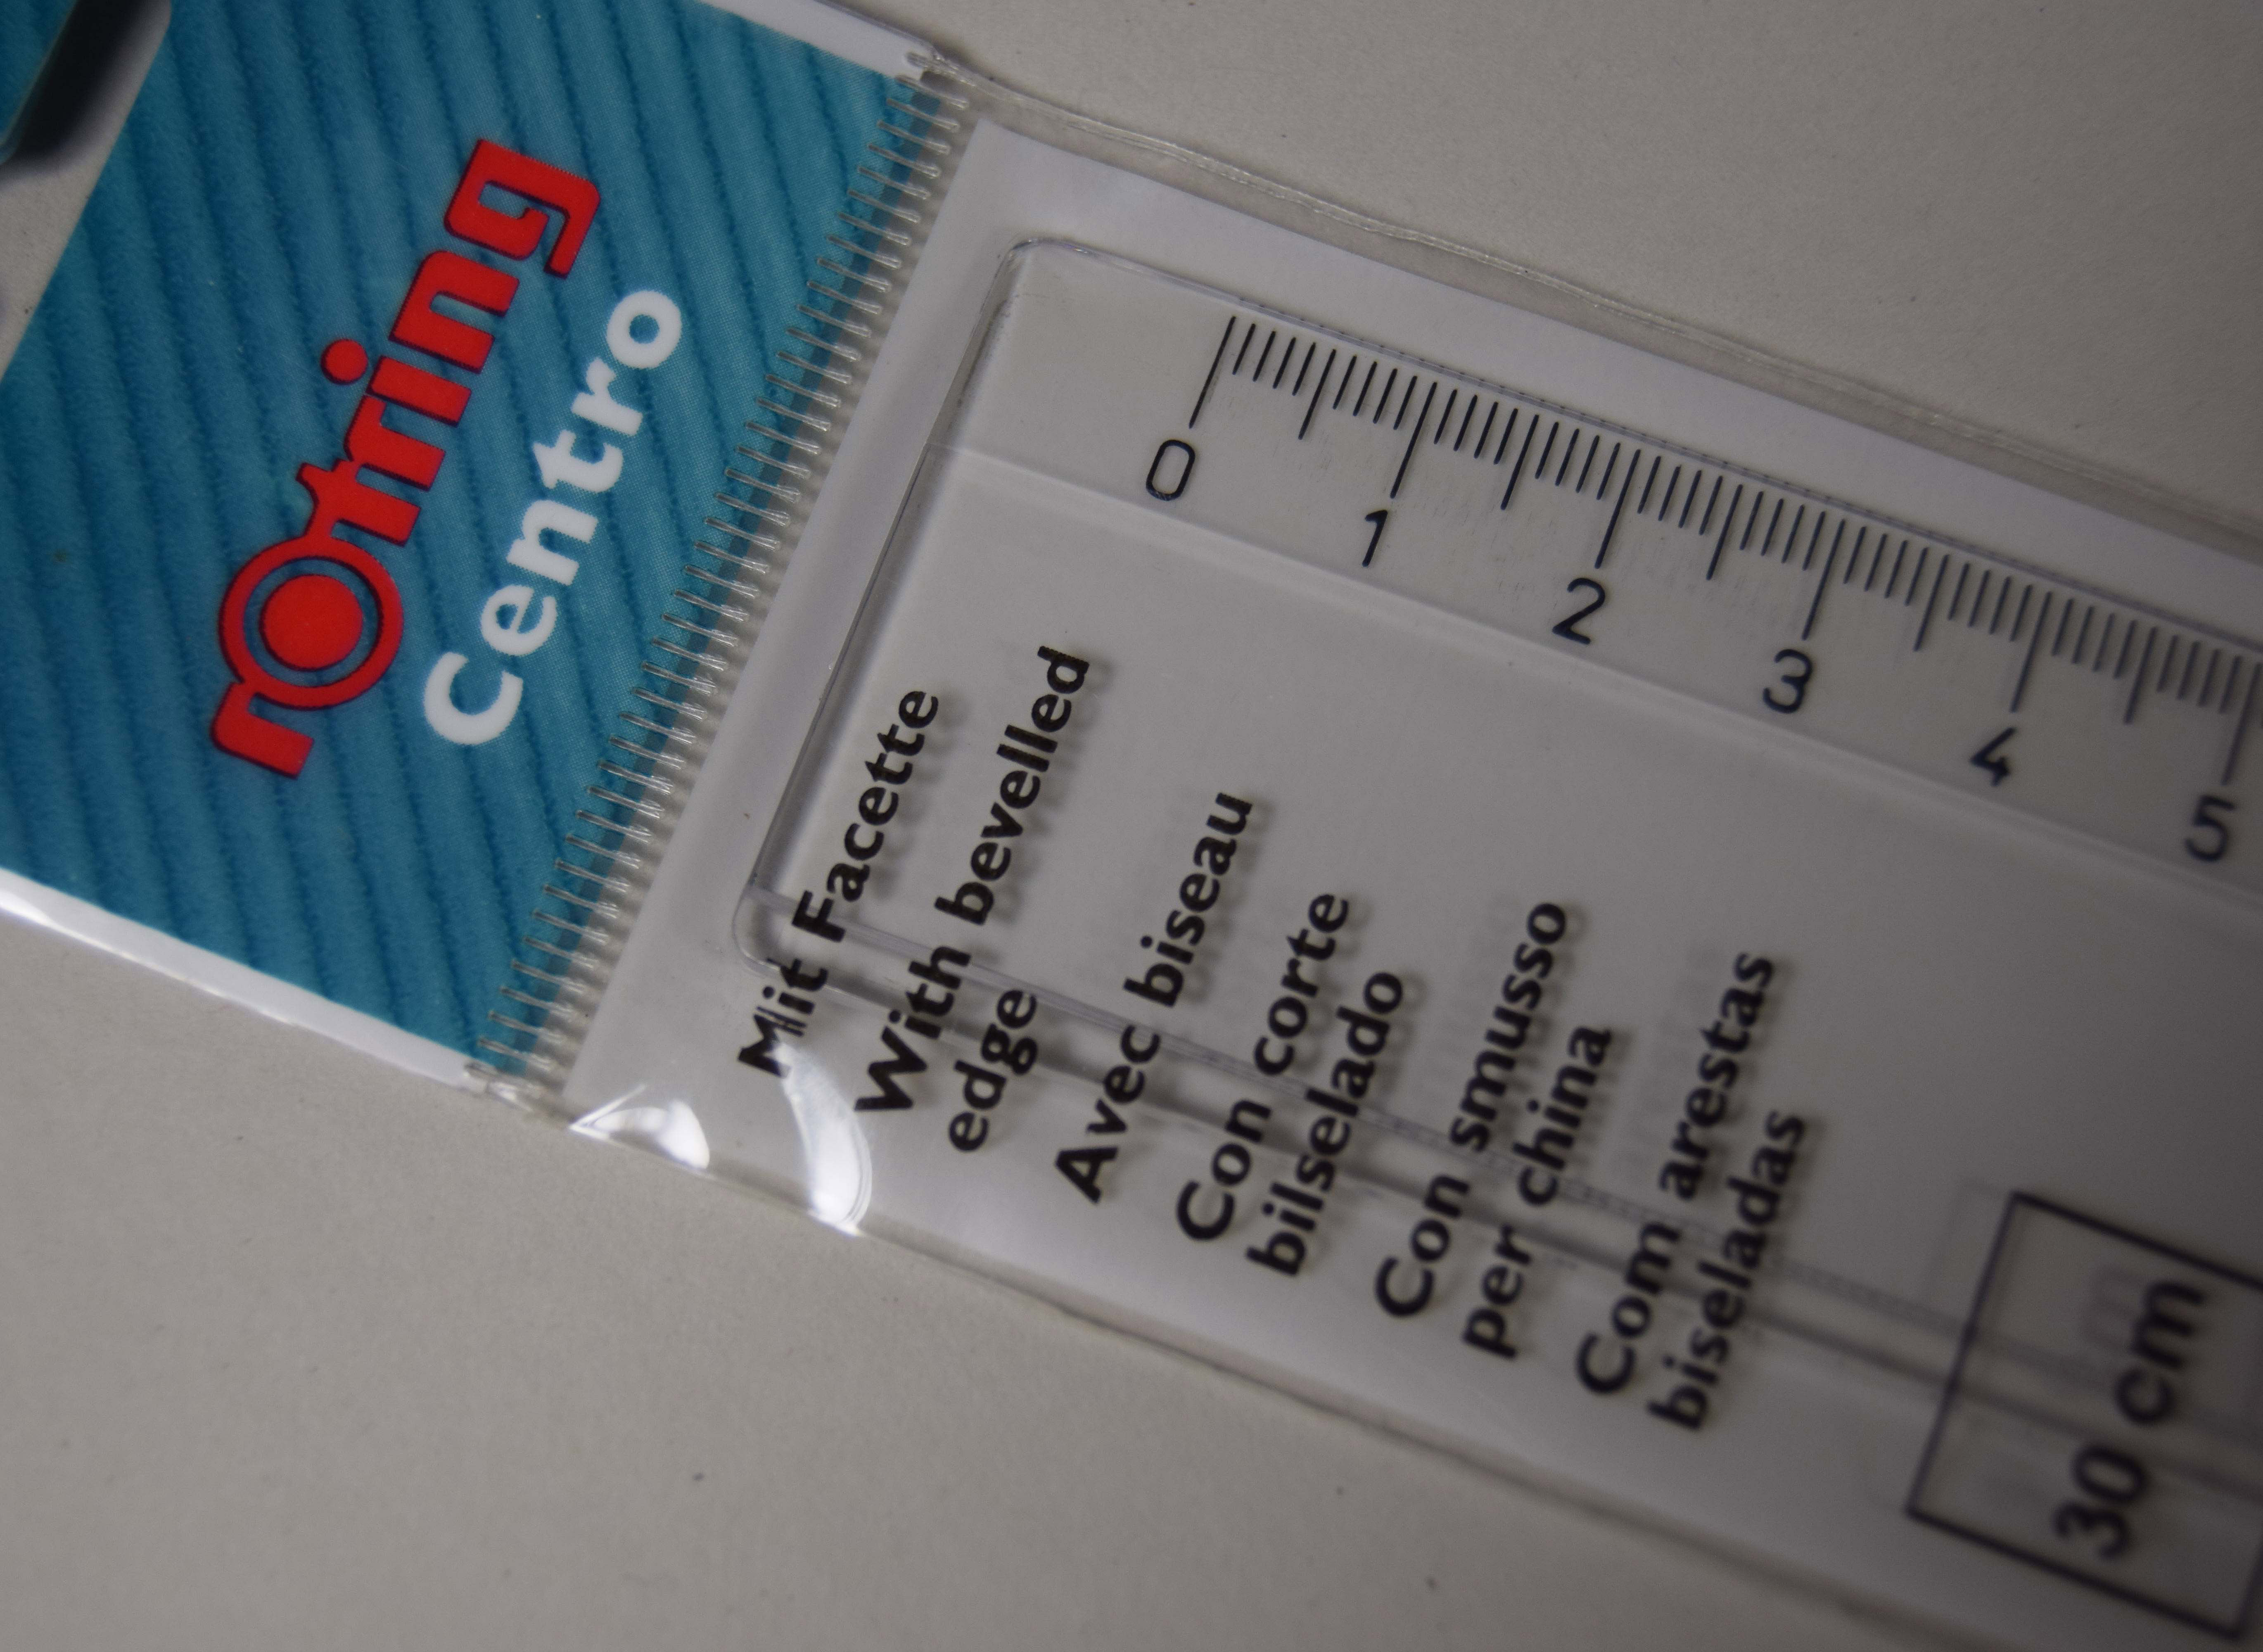 rotring
Centro
0 1 2 3 4 5
Mit Facette
With bevelled
edge
Avec biseau
Con corte
bilselado
Con smusso
per china
Com arestas
biseladas
30 cm